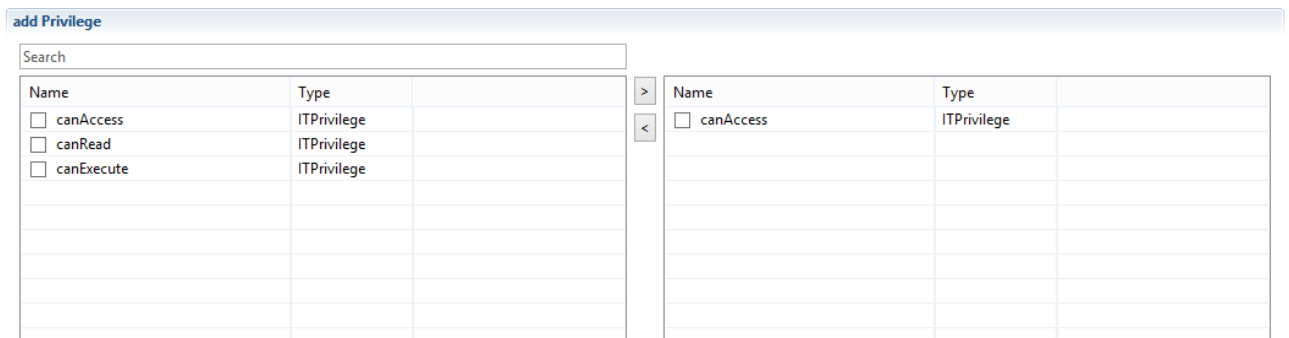 add Privilege
Search
Name Type
canAccess ITPrivilege
canRead ITPrivilege
canExecute ITPrivilege
>
<
Name Type
canAccess ITPrivilege